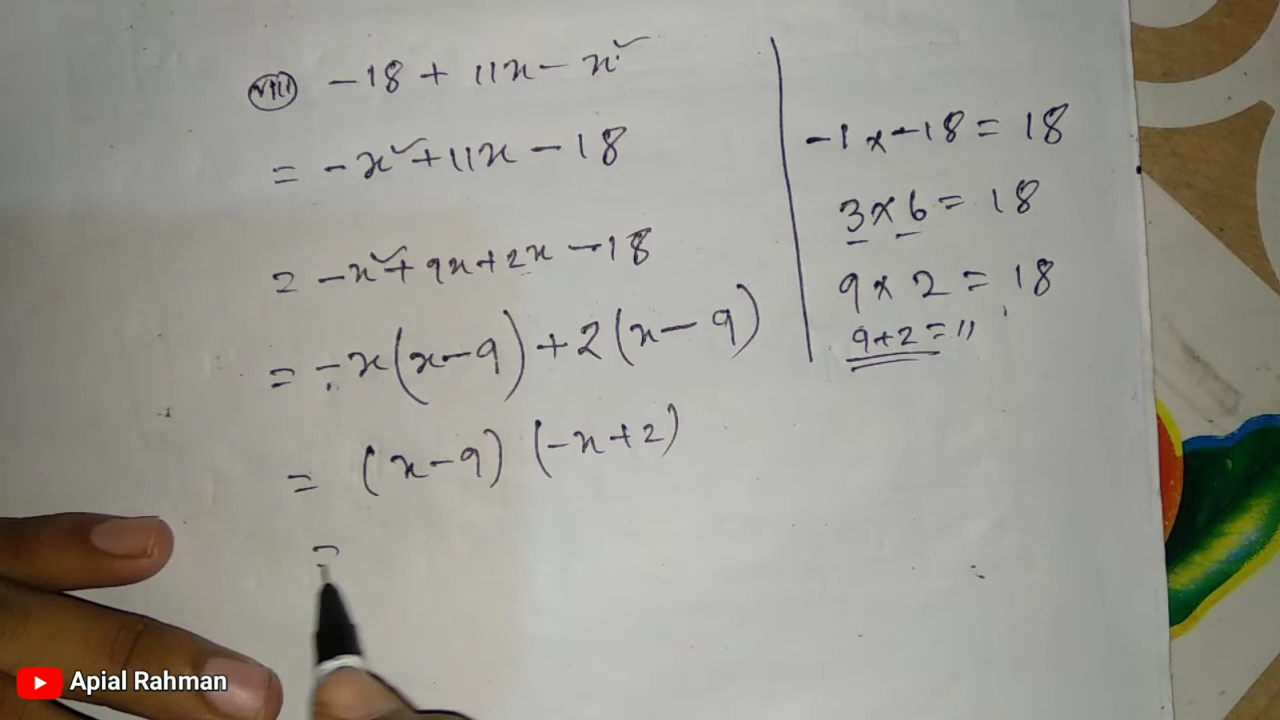 (viii) -18 + 11x - x²
= -x² + 11x - 18
= -x² + 9x + 2x - 18
= -x(x-9) + 2(x-9)
= (x-9) (-x+2)
=
-1 x -18 = 18
3 x 6 = 18
9 x 2 = 18
9+2 = 11
Apial Rahman